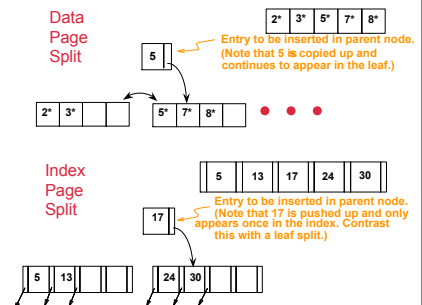 Data
Page
Split
2* 3* 5* 7* 8*
Entry to be inserted in parent node.
(Note that 5 is copied up and
continues to appear in the leaf.)
5
2* 3*
5* 7* 8*
Index
Page
Split
5 13 17 24 30
Entry to be inserted in parent node.
(Note that 17 is pushed up and only
appears once in the index. Contrast
this with a leaf split.)
17
5 13
24 30